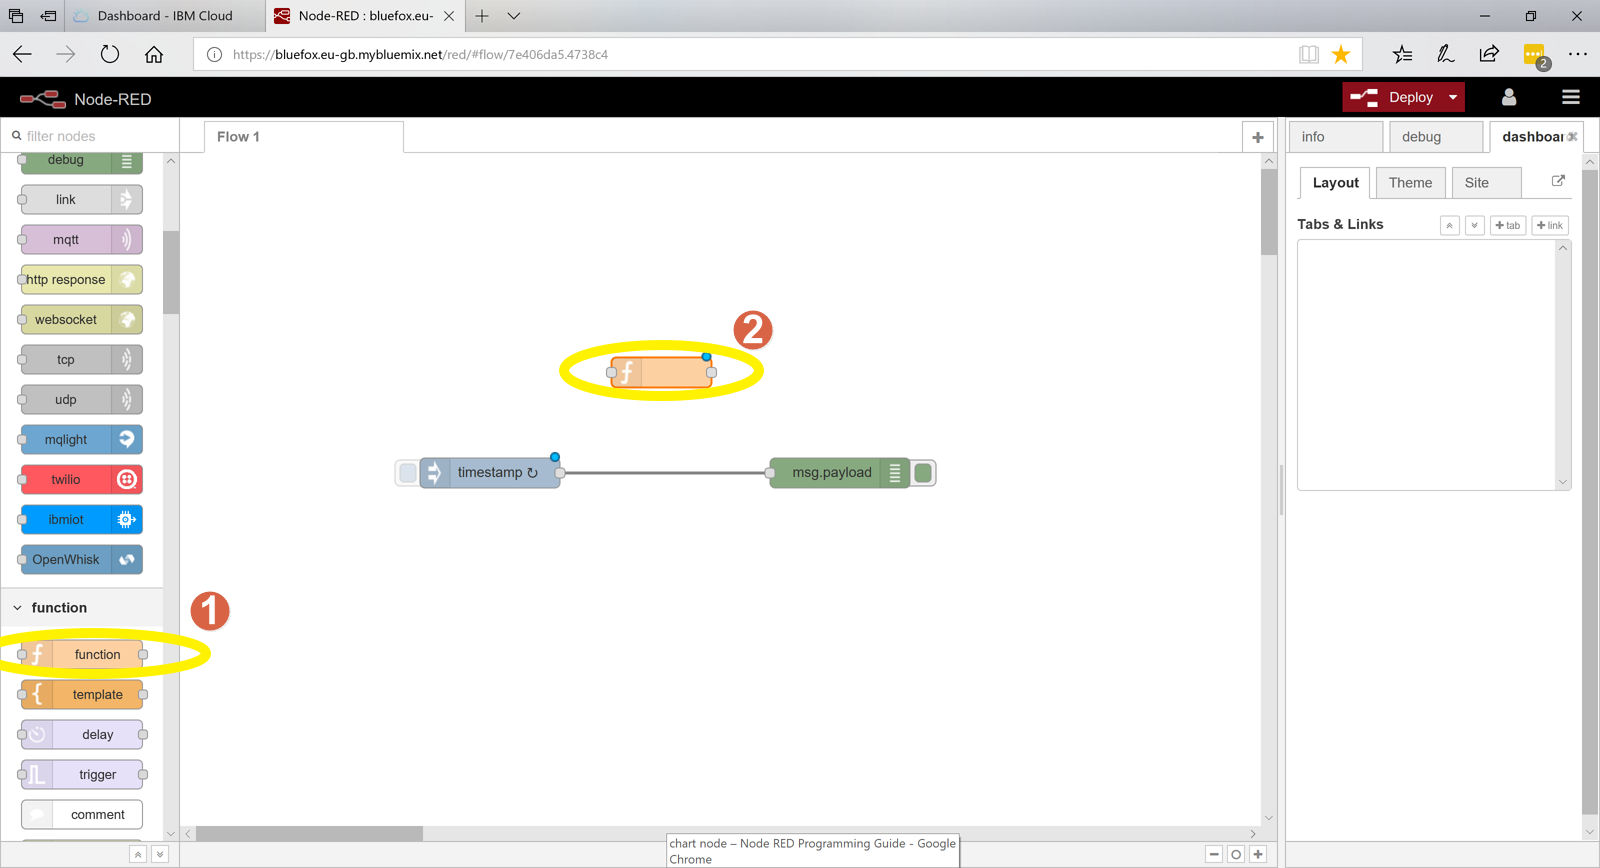 Dashboard - IBM Cloud
Node-RED : bluefox.eu-
https://bluefox.eu-gb.mybluemix.net/red/#flow/7e406da5.4738c4
2
Node-RED
Deploy
filter nodes
Flow 1
info
debug
dashboar
debug
link
mqtt
http response
websocket
tcp
udp
mqlight
twilio
ibmiot
OpenWhisk
function
function
template
delay
trigger
comment
1
2
timestamp ↻
msg.payload
Layout
Theme
Site
Tabs & Links
+ tab
+ link
chart node – Node RED Programming Guide - Google
Chrome